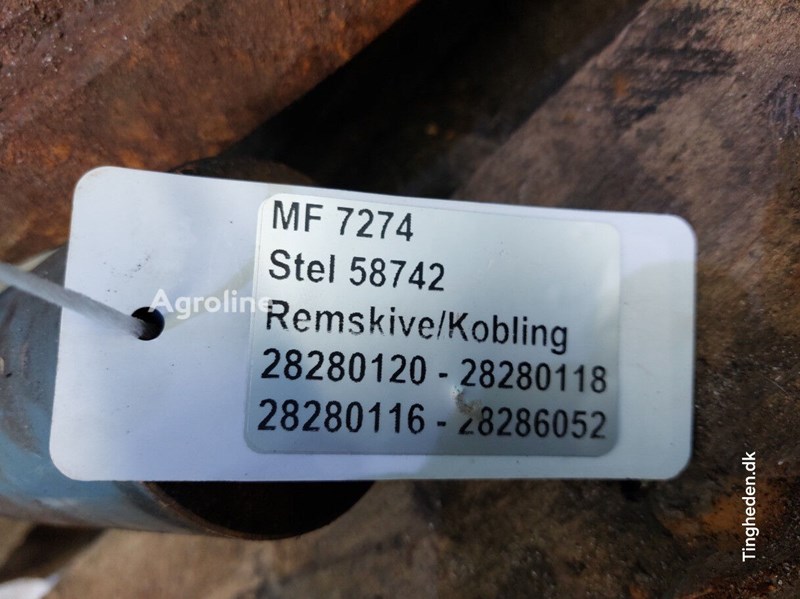 MF 7274
Stel 58742
Agroline
Remskive/Kobling
28280120 - 28280118
28280116 - 28286052
Tingheden.dk